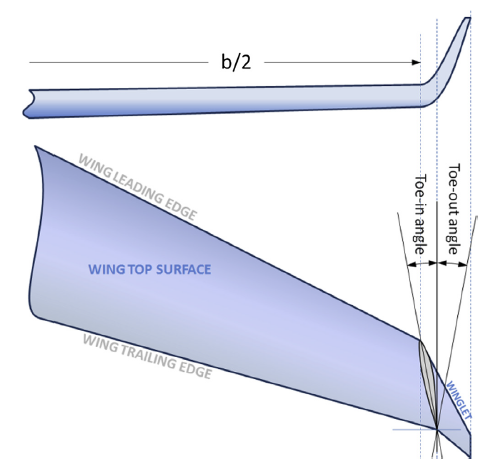 b/2
WING LEADING EDGE
Toe-in angle
Toe-out angle
WING TOP SURFACE
WING TRAILING EDGE
WINGLET